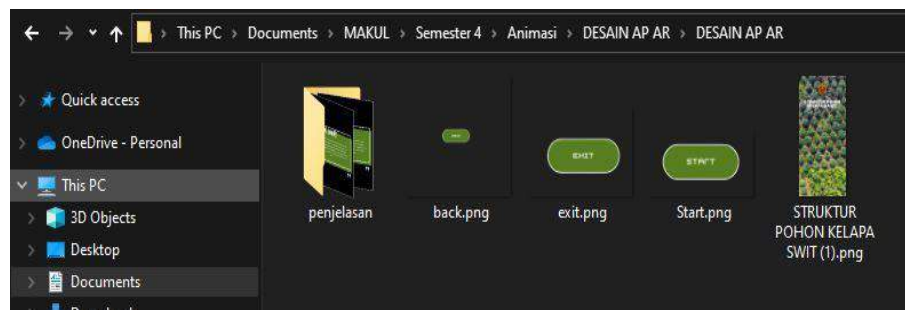 This PC > Documents > MAKUL > Semester 4 > Animasi > DESAIN AP AR > DESAIN AP AR
Quick access
OneDrive - Personal
This PC
3D Objects
Desktop
Documents
penjelasan
back.png
EXIT
exit.png
START
Start.png
STRUKTUR
POHON KELAPA
SWIT (1).png